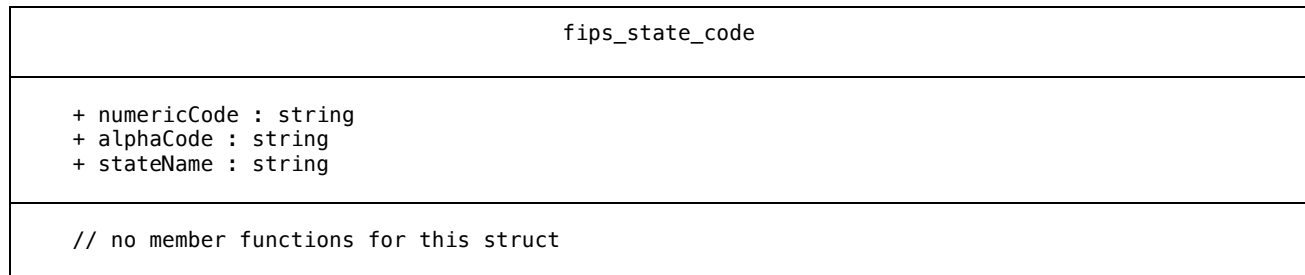 fips_state_code
+ numericCode : string
+ alphaCode : string
+ stateName : string
// no member functions for this struct